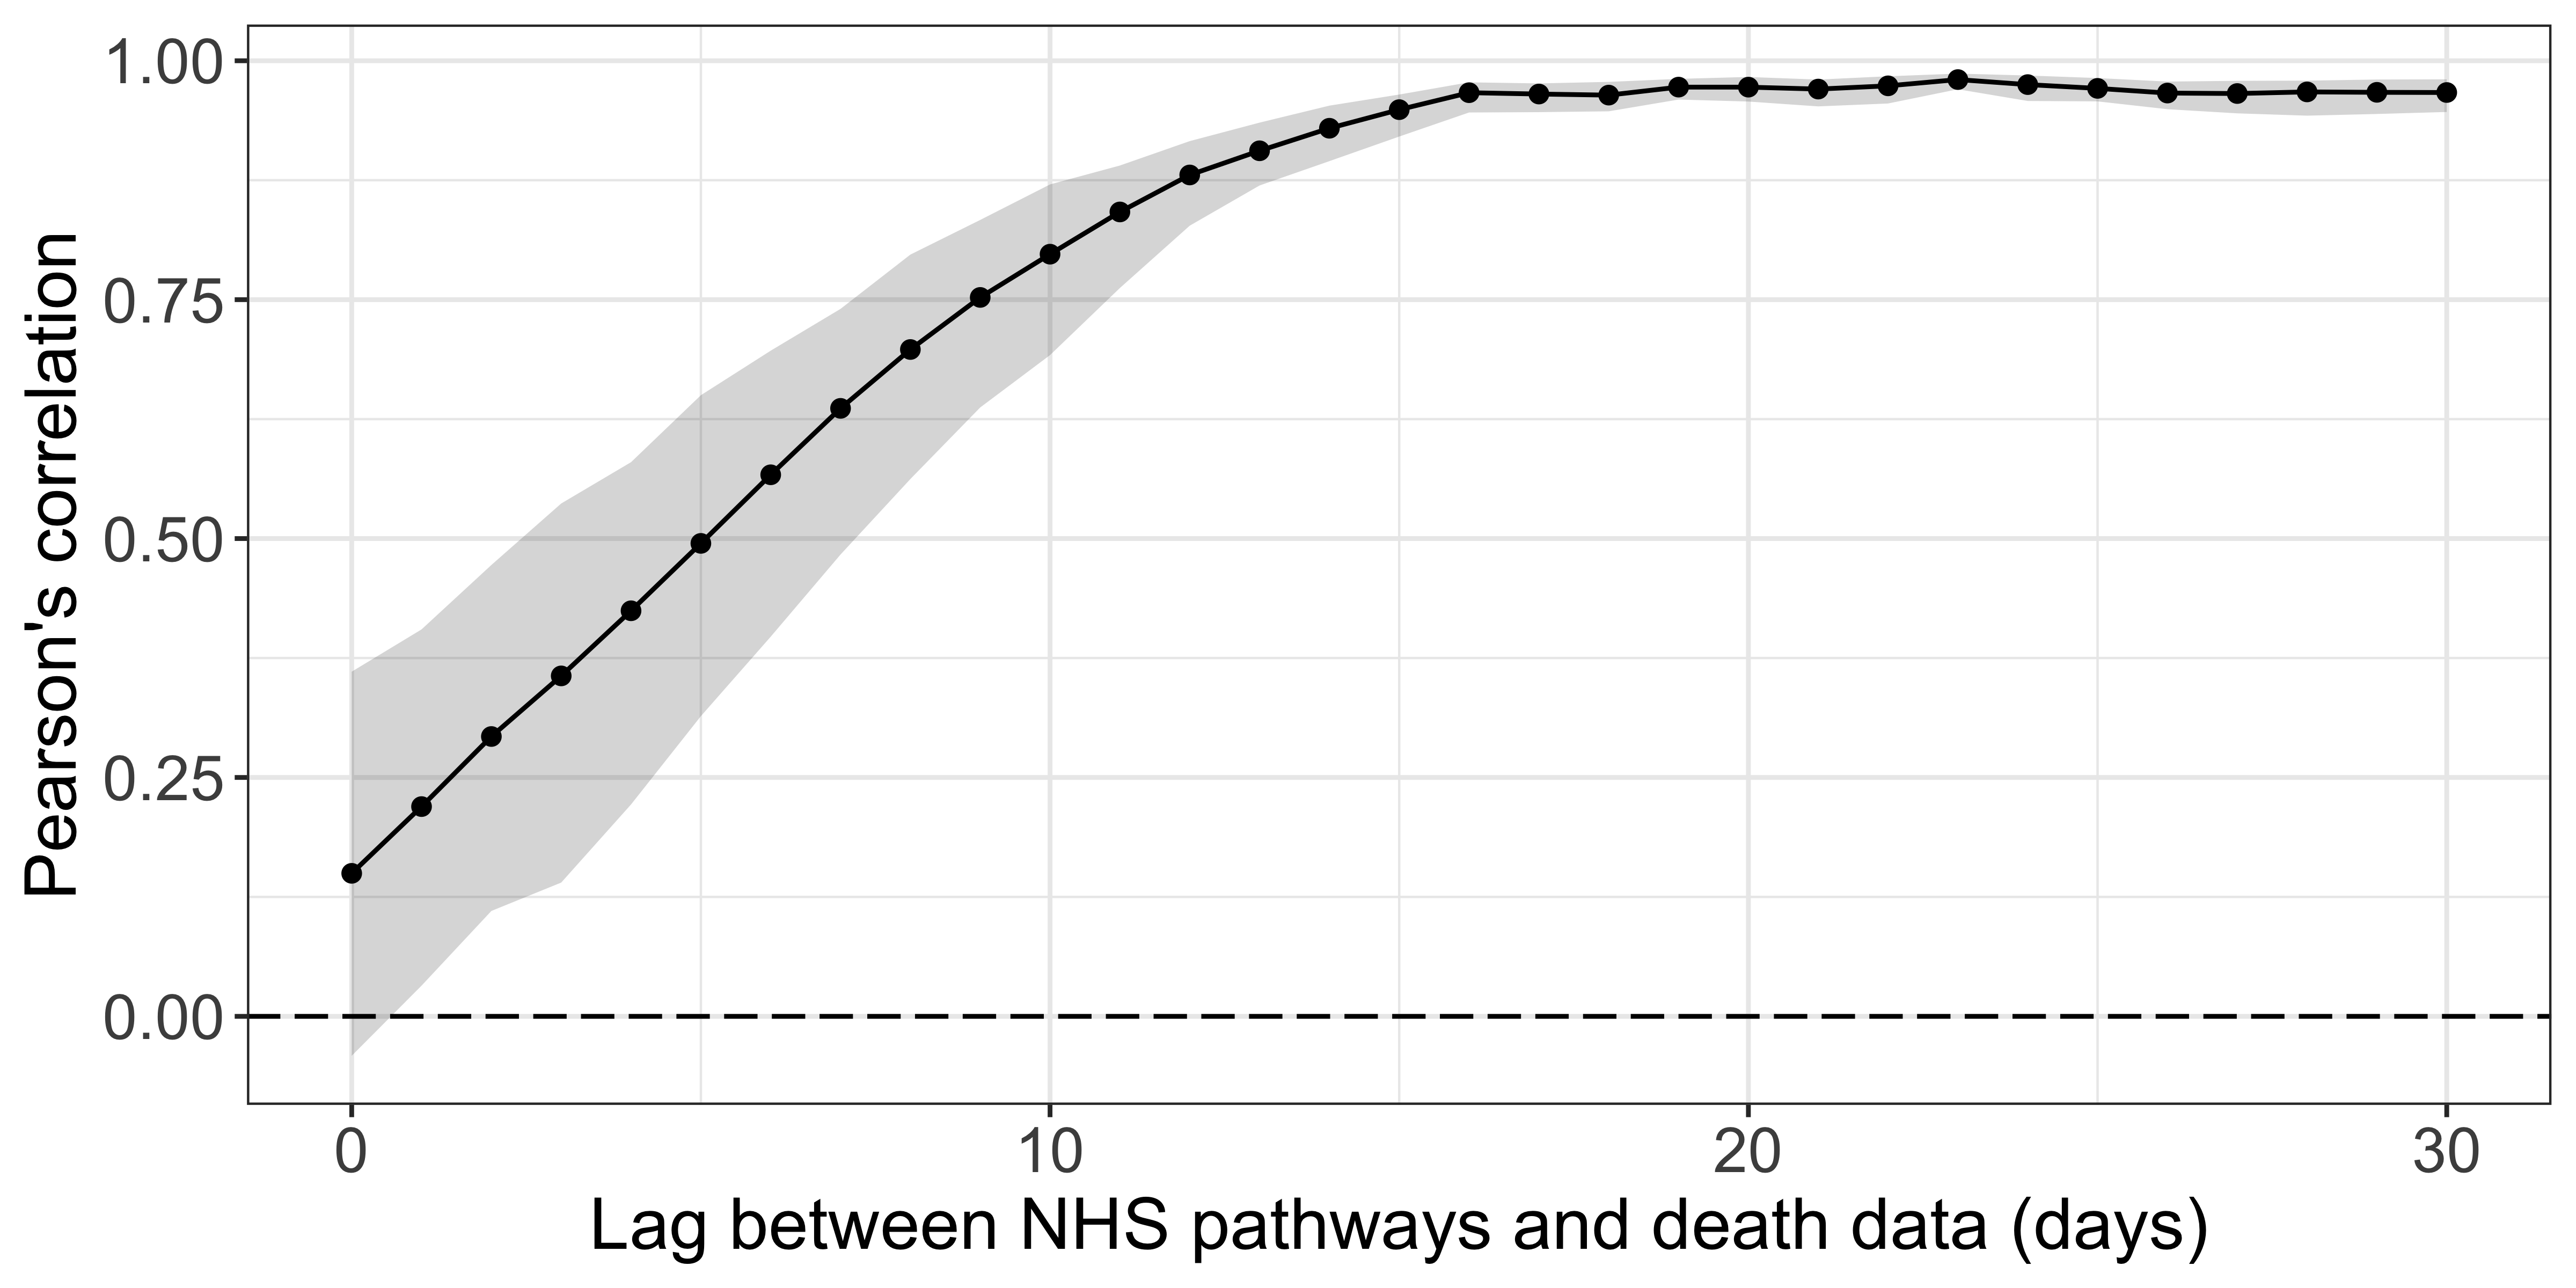 Pearson's correlation
1.00
0.75
0.50
0.25
0.00
0 10 20 30
Lag between NHS pathways and death data (days)